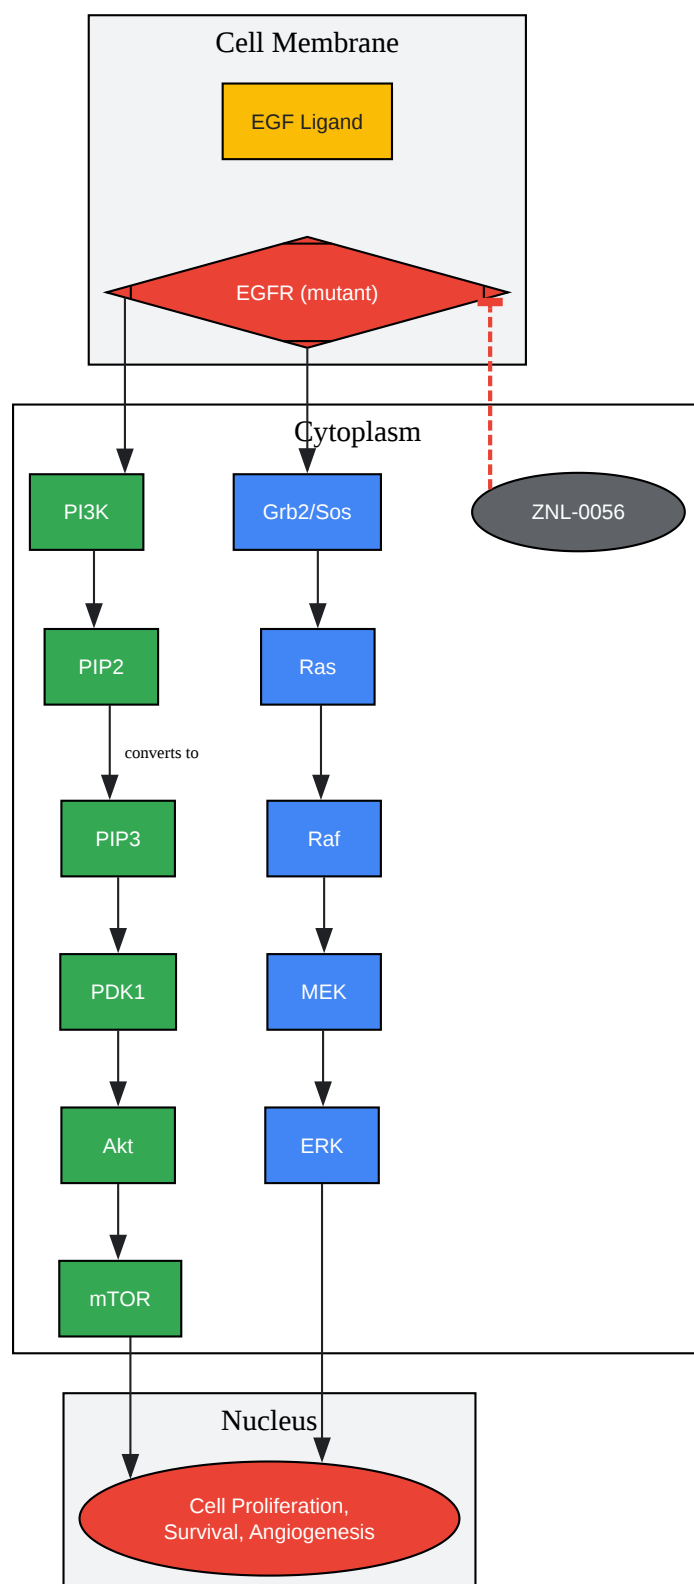 Cell Membrane
EGF Ligand
EGFR (mutant)
Cytoplasm
PI3K
Grb2/Sos
ZNL-0056
PIP2
Ras
converts to
PIP3
Raf
PDK1
MEK
Akt
ERK
mTOR
Nucleus
Cell Proliferation,
Survival, Angiogenesis